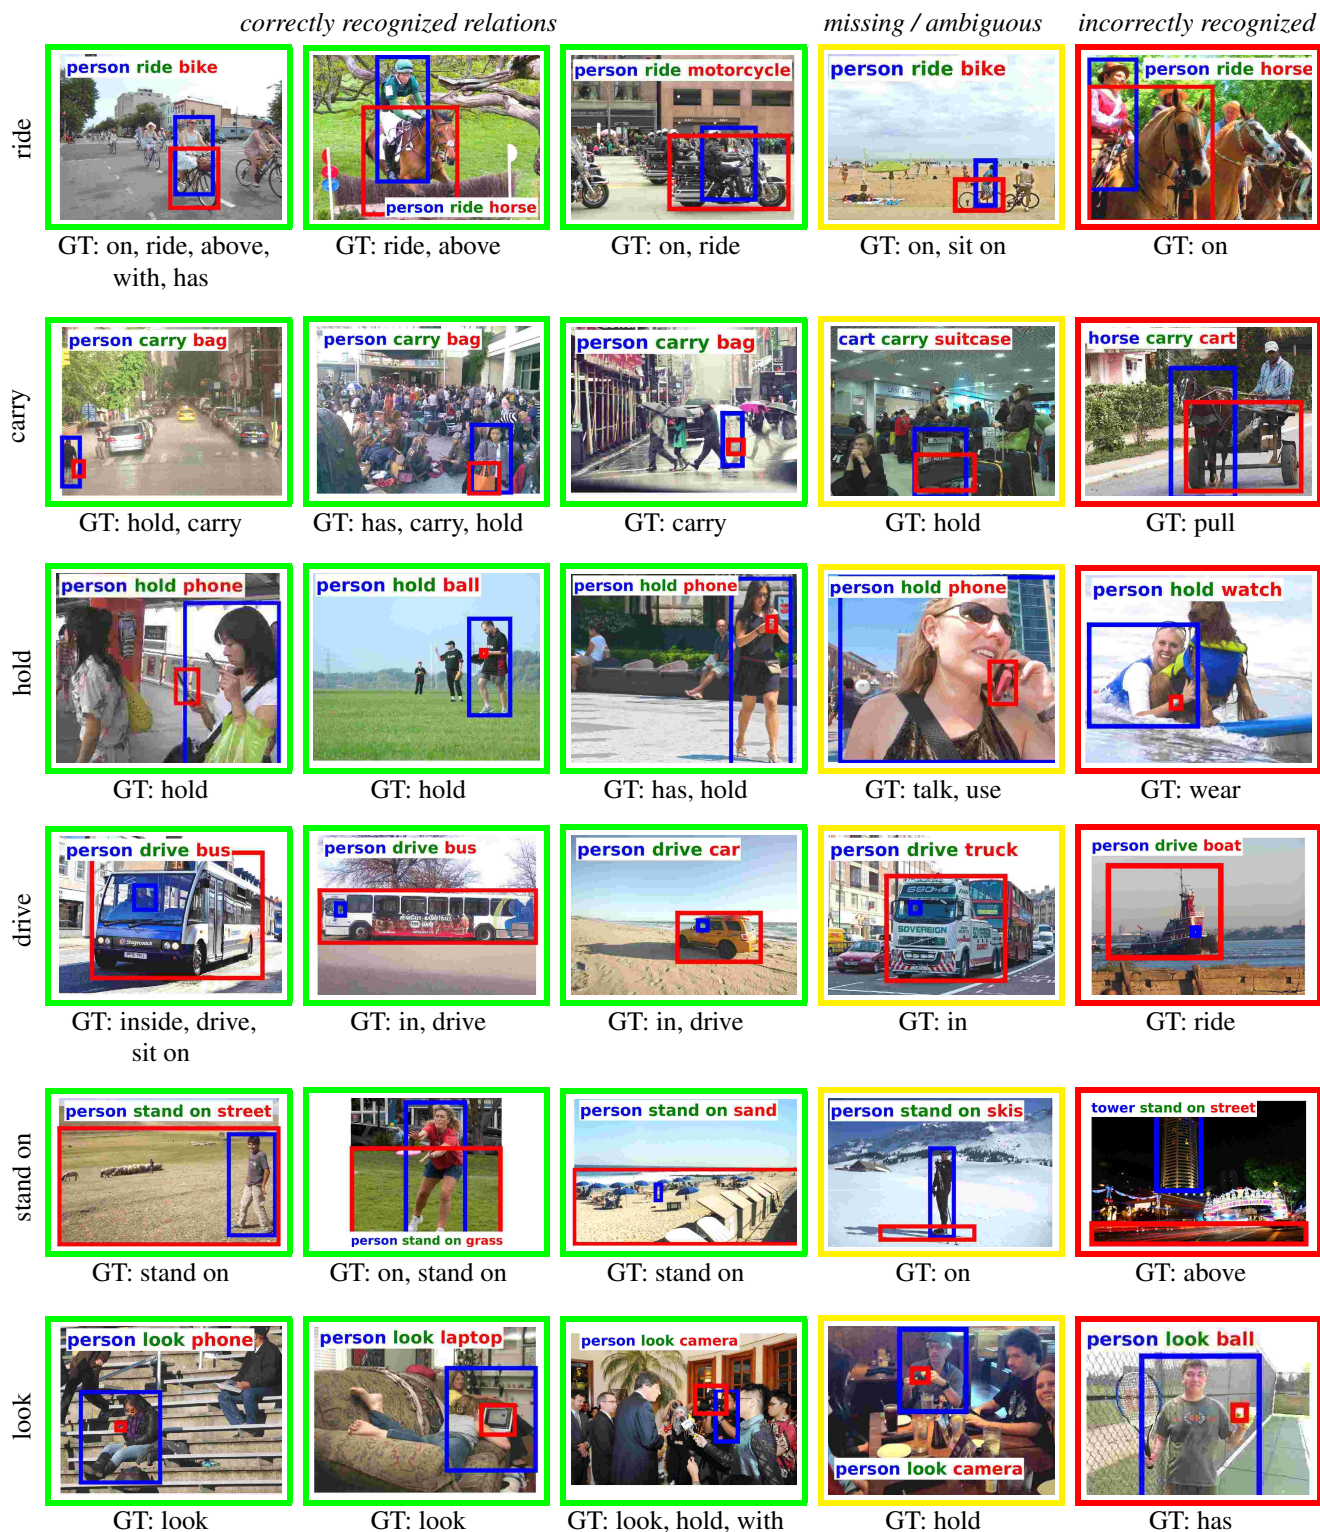 correctly recognized relations missing / ambiguous incorrectly recognized
ride
person ride bike
person ride horse
person ride motorcycle
person ride bike
person ride horse
GT: on, ride, above,
with, has
GT: ride, above
GT: on, ride
GT: on, sit on
GT: on
carry
person carry bag
person carry bag
person carry bag
cart carry suitcase
horse carry cart
GT: hold, carry
GT: has, carry, hold
GT: carry
GT: hold
GT: pull
hold
person hold phone
person hold ball
person hold phone
person hold phone
person hold watch
GT: hold
GT: hold
GT: has, hold
GT: talk, use
GT: wear
drive
person drive bus
person drive bus
person drive car
person drive truck
person drive boat
Stagecoach
SOVEREIGN
GT: inside, drive,
sit on
GT: in, drive
GT: in, drive
GT: in
GT: ride
stand on
person stand on street
person stand on grass
person stand on sand
person stand on skis
tower stand on street
GT: stand on
GT: on, stand on
GT: stand on
GT: on
GT: above
look
person look phone
person look laptop
person look camera
person look camera
person look ball
GT: look
GT: look
GT: look, hold, with
GT: hold
GT: has